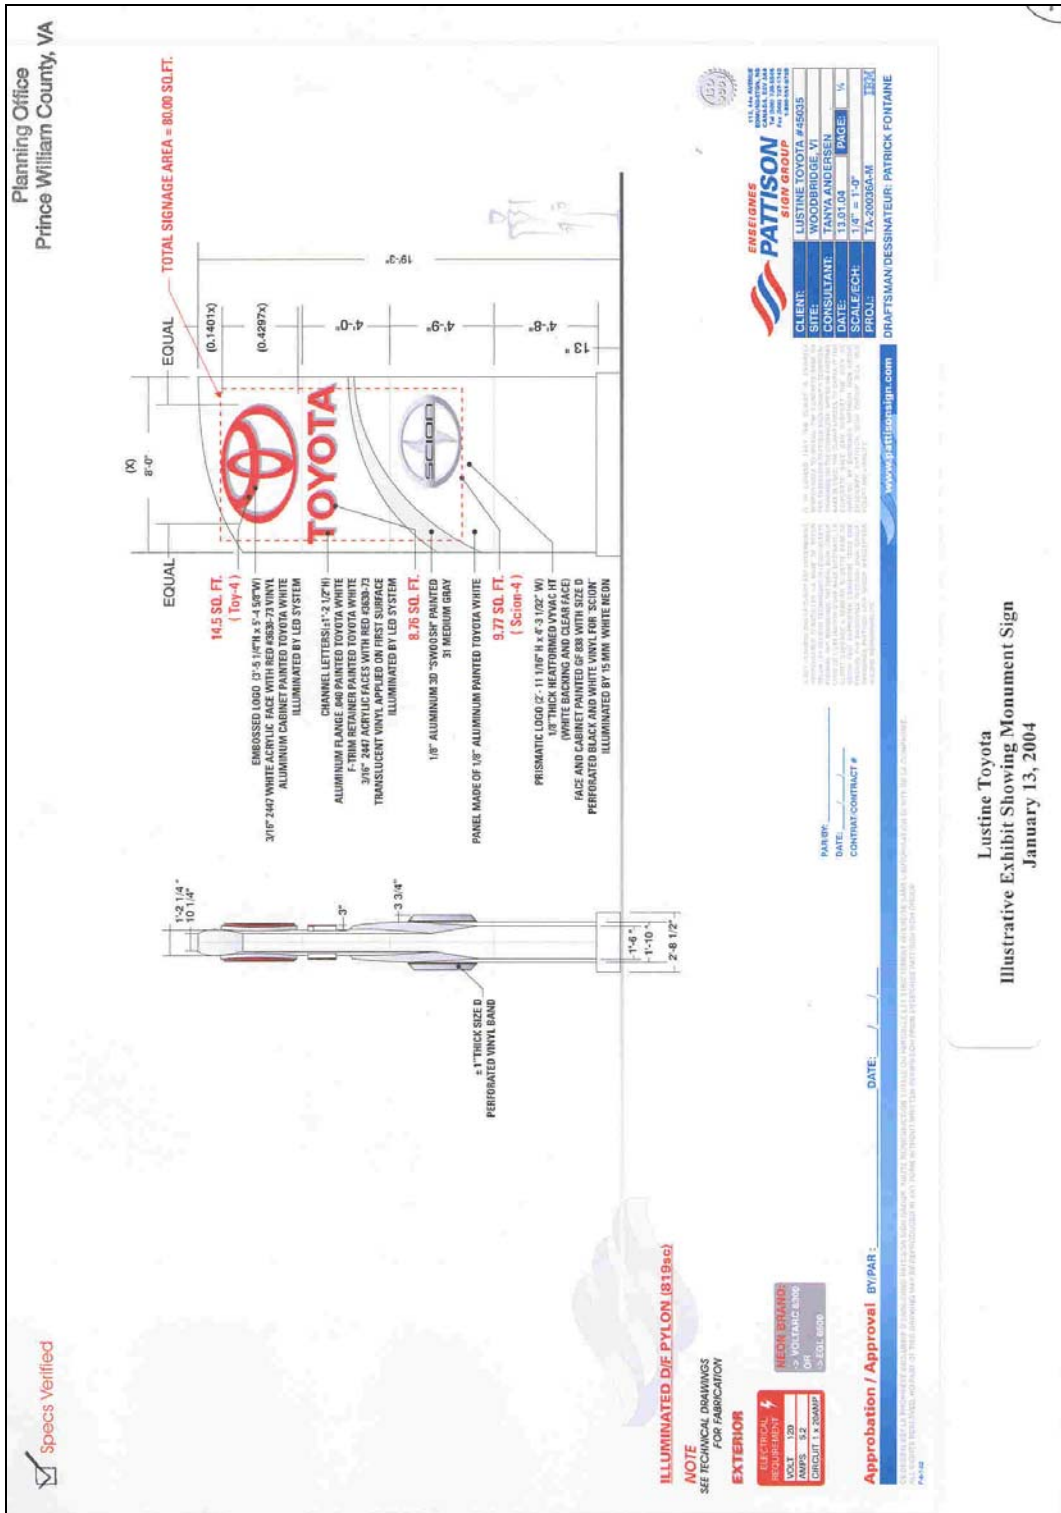 Planning Office
Prince William County, VA
Specs Verified
TOTAL SIGNAGE AREA = 80.00 SQ.FT.
(X)
8'-0"
EQUAL
EQUAL
(0.1401x)
(0.4297x)
4'-0"
4'-9"
4'-8"
13 "
19'-3"
TOYOTA
SCION
14.5 SQ. FT.
( Toy-4 )
EMBOSSED LOGO (3'-5 1/4"H x 5'-4 5/8"W)
3/16" 2447 WHITE ACRYLIC FACE WITH RED #3630-73 VINYL
ALUMINUM CABINET PAINTED TOYOTA WHITE
ILLUMINATED BY LED SYSTEM
CHANNEL LETTERS(±1'-2 1/2"H)
ALUMINUM FLANGE .040 PAINTED TOYOTA WHITE
F-TRIM RETAINER PAINTED TOYOTA WHITE
3/16" 2447 ACRYLIC FACES WITH RED #3630-73
TRANSLUCENT VINYL APPLIED ON FIRST SURFACE
ILLUMINATED BY LED SYSTEM
8.76 SQ. FT.
1/8" ALUMINUM 3D "SWOOSH" PAINTED
31 MEDIUM GRAY
PANEL MADE OF 1/8" ALUMINUM PAINTED TOYOTA WHITE
9.77 SQ. FT.
( Scion-4 )
PRISMATIC LOGO (2'- 11 1/16" H x 4'-3 1/32" W)
1/8" THICK HEATFORMED VYVAC HT
(WHITE BACKING AND CLEAR FACE)
FACE AND CABINET PAINTED GF 838 WITH SIZE D
PERFORATED BLACK AND WHITE VINYL FOR "SCION"
ILLUMINATED BY 15 MM WHITE NEON
1'-2 1/4 "
10 1/4"
3"
3 3/4"
1'-6 "
1'-10 "
2'-8 1/2"
± 1" THICK SIZE D
PERFORATED VINYL BAND
ILLUMINATED D/F PYLON (819sc)
NOTE
SEE TECHNICAL DRAWINGS
FOR FABRICATION
EXTERIOR
ELECTRICAL
REQUIREMENT
VOLT 120
AMPS 5.2
CIRCUIT 1 x 20AMP
NEON BRAND:
-> VOLTARC 6500
OR
-> EGL 6500
PAR/BY:
DATE: / /
CONTRAT/CONTRACT #
ISO
9001
ENSEIGNES
PATTISON
SIGN GROUP
CLIENT: LUSTINE TOYOTA #45035
SITE: WOODBRIDGE, VI
CONSULTANT: TANYA ANDERSEN
DATE: 13.01.04 PAGE: ¼
SCALE/ECH: 1/4" = 1'-0"
PROJ.: TA-20036A-M IBM
DRAFTSMAN/DESSINATEUR: PATRICK FONTAINE
Approbation / Approval BY/PAR : DATE: / /
www.pattisonsign.com
Lustine Toyota
Illustrative Exhibit Showing Monument Sign
January 13, 2004